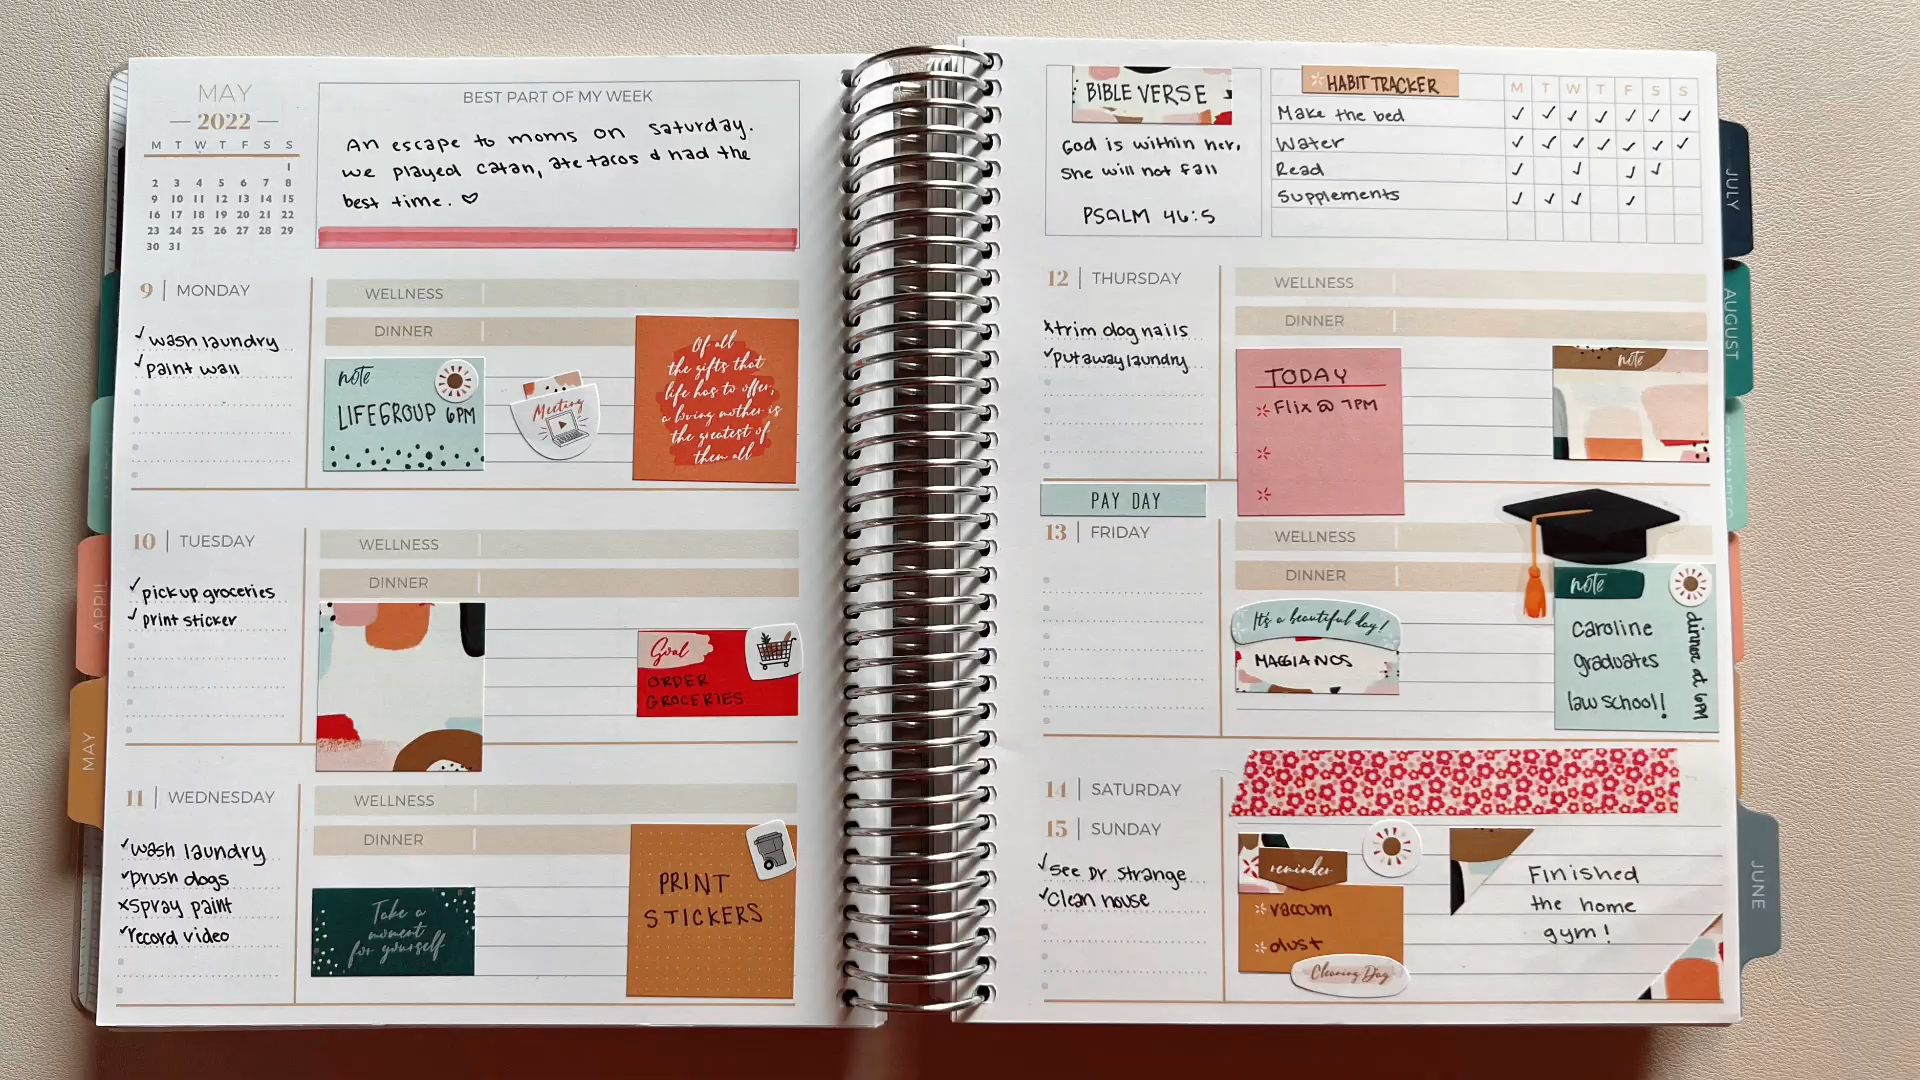 MAY
2022
M T W T F S S
1
2 3 4 5 6 7 8
9 10 11 12 13 14 15
16 17 18 19 20 21 22
23 24 25 26 27 28 29
30 31
BEST PART OF MY WEEK
An escape to moms on saturday.
we played catan, ate tacos & had the
best time. ♡
9 | MONDAY
✓ wash laundry
✓ paint wall
WELLNESS
DINNER
note
LIFEGROUP 6PM
Meeting
Of all
the gifts that
life has to offer,
a loving mother is
the greatest of
them all
10 | TUESDAY
✓ pick up groceries
✓ print sticker
WELLNESS
DINNER
Goal
ORDER
GROCERIES
11 | WEDNESDAY
✓ wash laundry
✓ brush dogs
x spray paint
✓ record video
WELLNESS
DINNER
Take a
moment
for yourself
PRINT
STICKERS
APRIL
MAY
BIBLE VERSE
God is within her,
she will not fall
PSALM 46:5
HABIT TRACKER
M T W T F S S
Make the bed ✓ ✓ ✓ ✓ ✓ ✓ ✓
Water ✓ ✓ ✓ ✓ ✓ ✓ ✓
Read ✓ ✓ ✓ ✓
Supplements ✓ ✓ ✓ ✓
12 | THURSDAY
x trim dog nails
✓ put away laundry
WELLNESS
DINNER
TODAY
Flix @ 7PM
note
PAY DAY
13 | FRIDAY
WELLNESS
DINNER
It's a beautiful day!
MAGGIANOS
note
Caroline
graduates
law school!
dinner at 6PM
14 | SATURDAY
15 | SUNDAY
✓ see Dr Strange
✓ clean house
reminder
vaccum
dust
Cleaning Day
Finished
the home
gym!
JULY
AUGUST
SEPTEMBER
JUNE